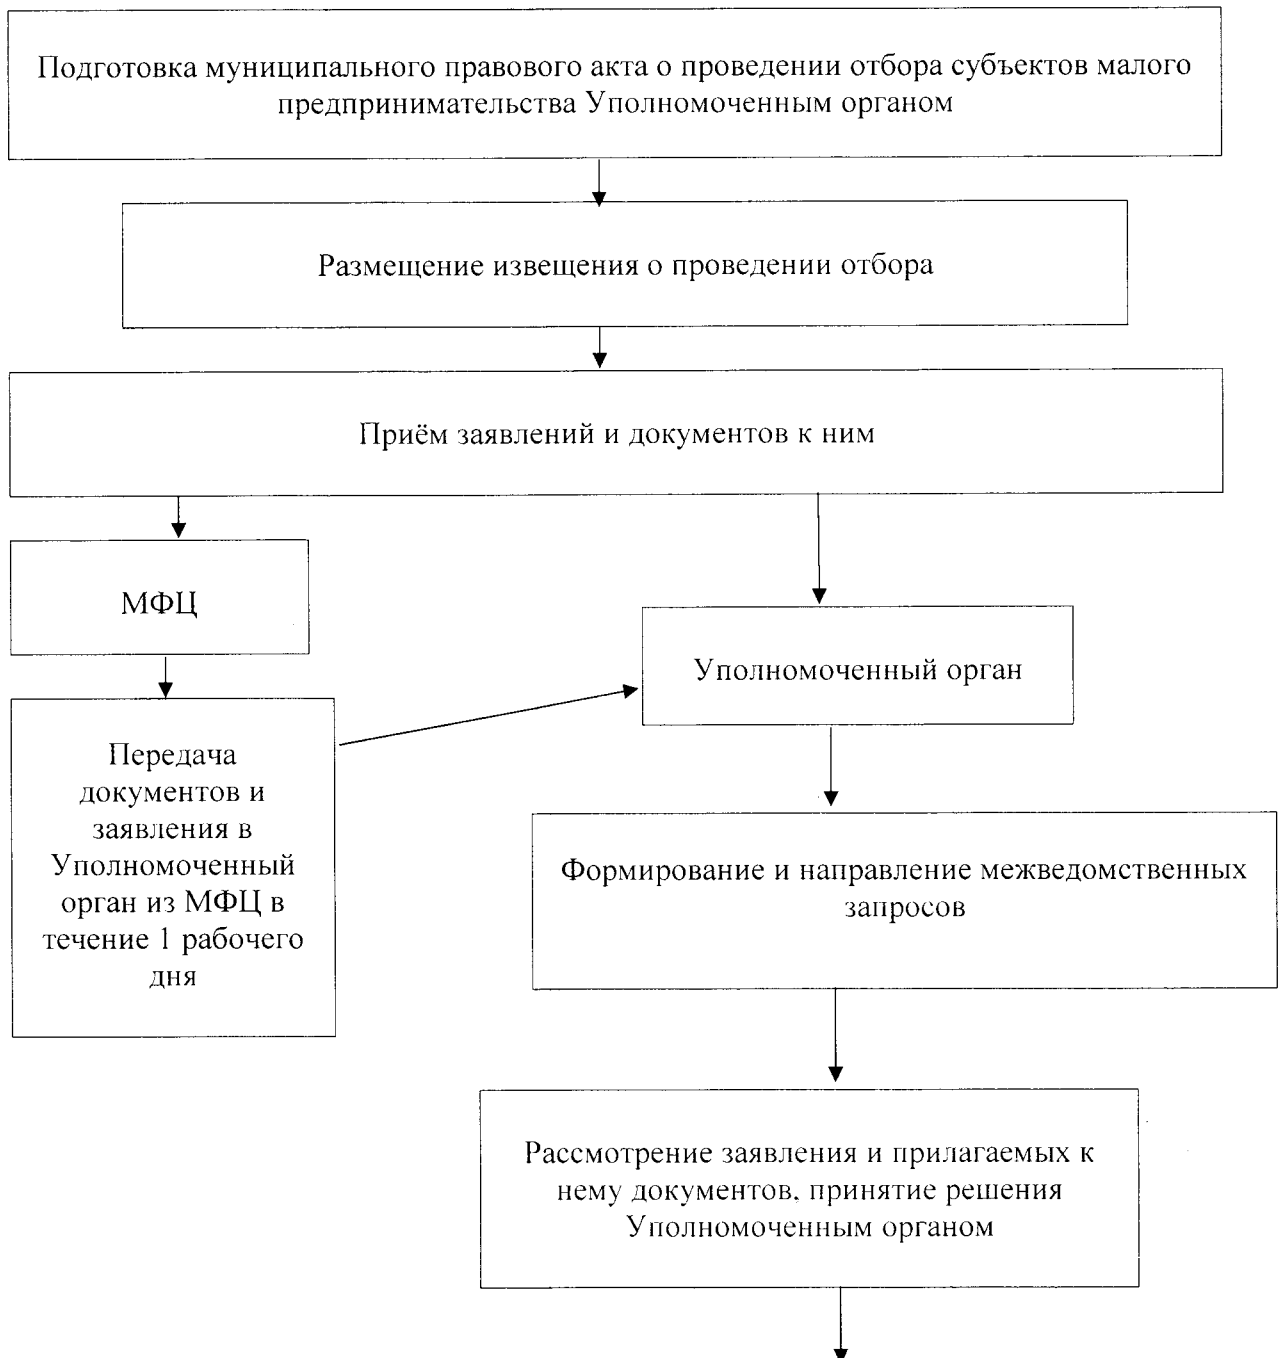 Подготовка муниципального правового акта о проведении отбора субъектов малого
предпринимательства Уполномоченным органом
Размещение извещения о проведении отбора
Приём заявлений и документов к ним
МФЦ
Уполномоченный орган
Передача
документов и
заявления в
Уполномоченный
орган из МФЦ в
течение 1 рабочего
дня
Формирование и направление межведомственных
запросов
Рассмотрение заявления и прилагаемых к
нему документов, принятие решения
Уполномоченным органом